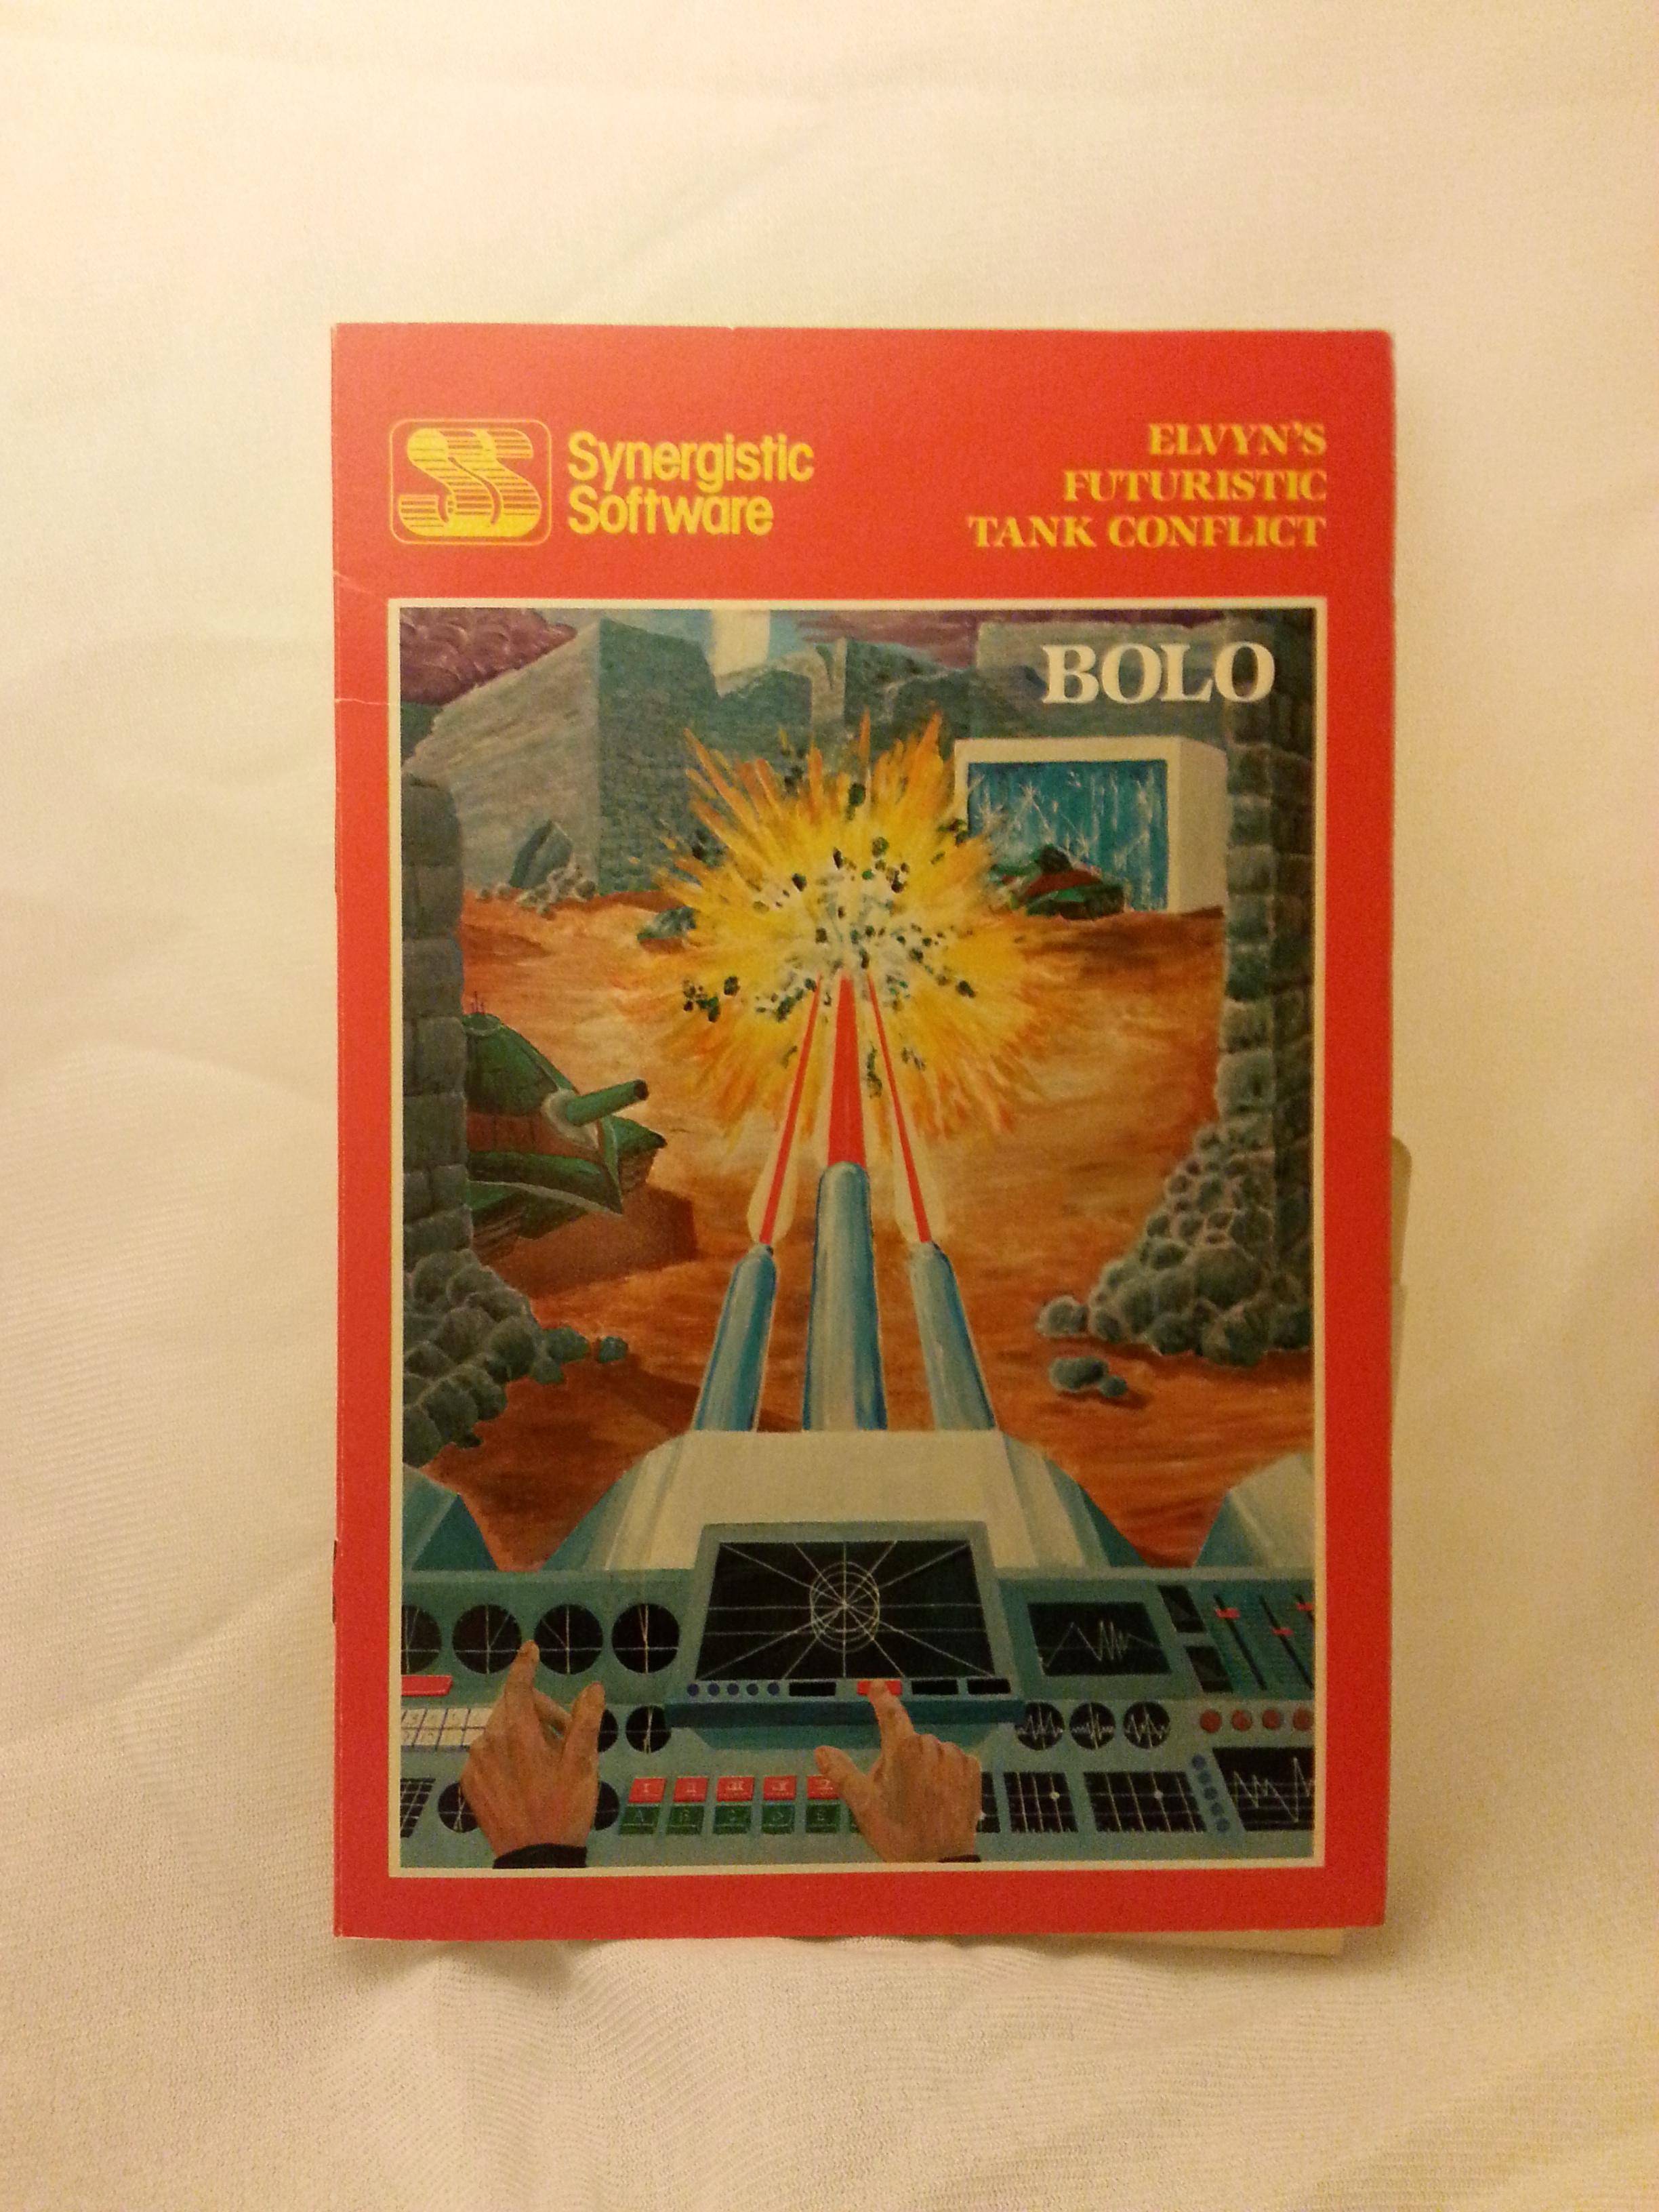 Synergistic
Software
ELVYN'S
FUTURISTIC
TANK CONFLICT
BOLO